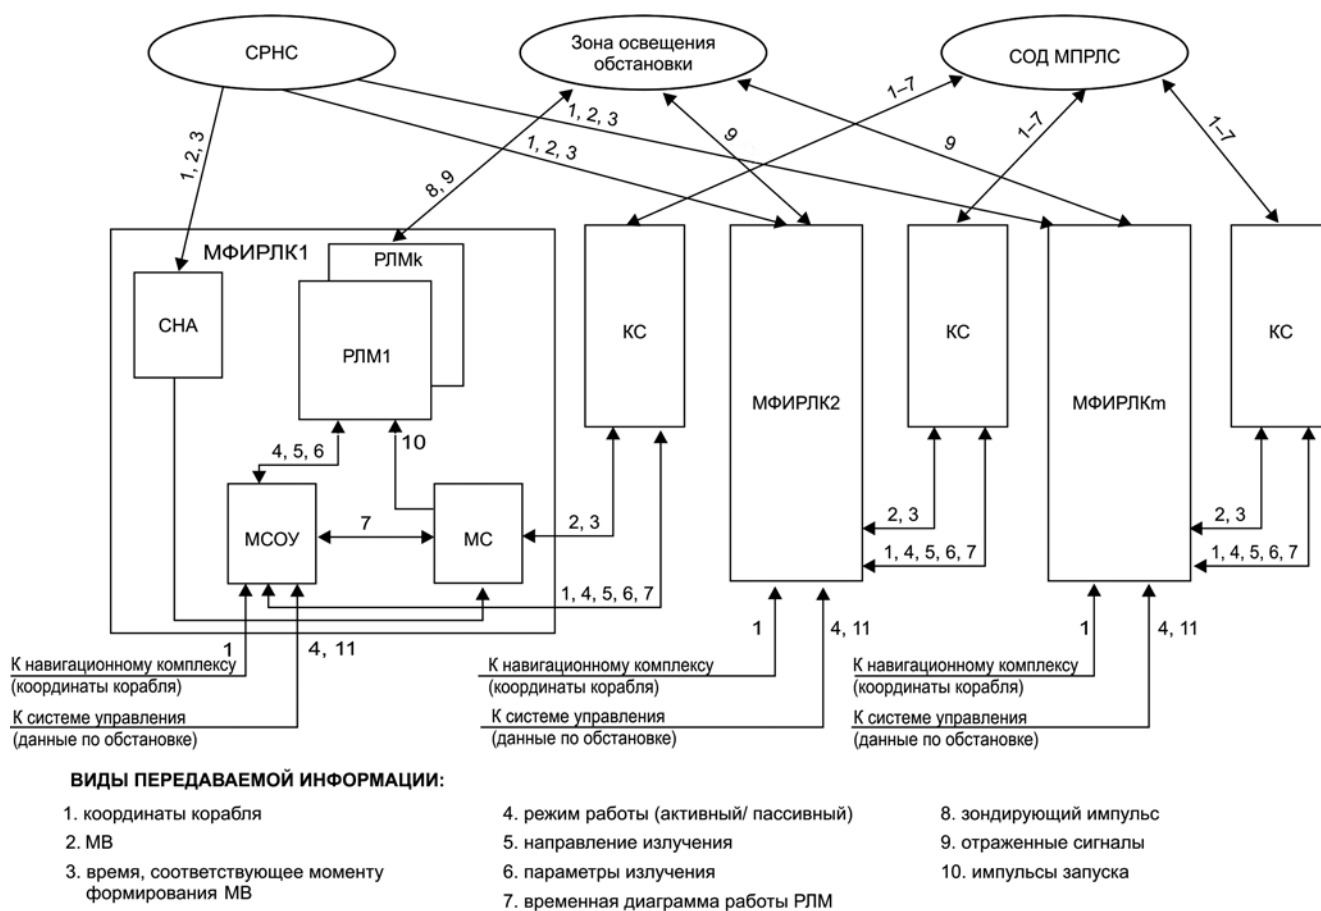 СРНС
Зона освещения
обстановки
СОД МПРЛС
1, 2, 3
8, 9
1, 2, 3
9
1, 2, 3
1–7
9
1–7
1–7
МФИРЛК1
СНА
РЛМk
РЛМ1
КС
МФИРЛК2
КС
МФИРЛКm
КС
4, 5, 6
10
МСОУ
7
МС
2, 3
1, 4, 5, 6, 7
2, 3
1, 4, 5, 6, 7
2, 3
1, 4, 5, 6, 7
1
4, 11
1
4, 11
1
4, 11
К навигационному комплексу
(координаты корабля)
К системе управления
(данные по обстановке)
К навигационному комплексу
(координаты корабля)
К системе управления
(данные по обстановке)
К навигационному комплексу
(координаты корабля)
К системе управления
(данные по обстановке)
ВИДЫ ПЕРЕДАВАЕМОЙ ИНФОРМАЦИИ:
1. координаты корабля
2. МВ
3. время, соответствующее моменту
формирования МВ
4. режим работы (активный/ пассивный)
5. направление излучения
6. параметры излучения
7. временная диаграмма работы РЛМ
8. зондирующий импульс
9. отраженные сигналы
10. импульсы запуска